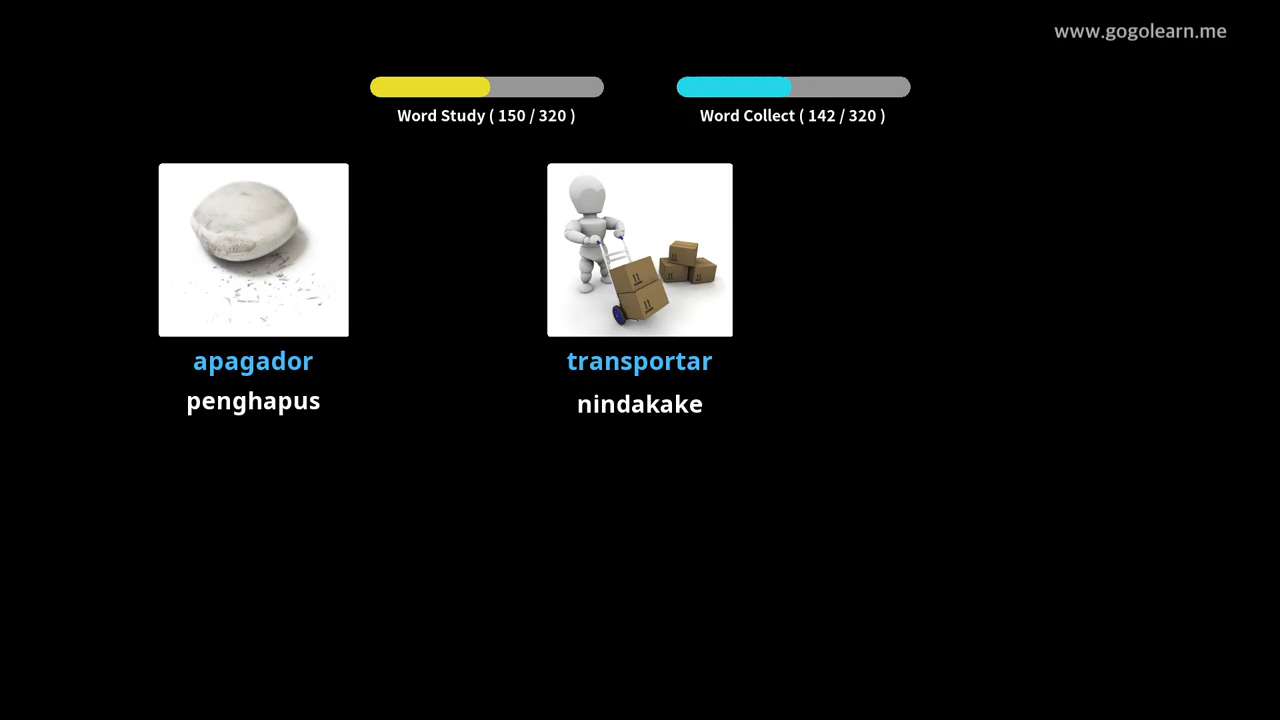 www.gogolearn.me
Word Study ( 150 / 320 )
Word Collect ( 142 / 320 )
apagador
penghapus
transportar
nindakake